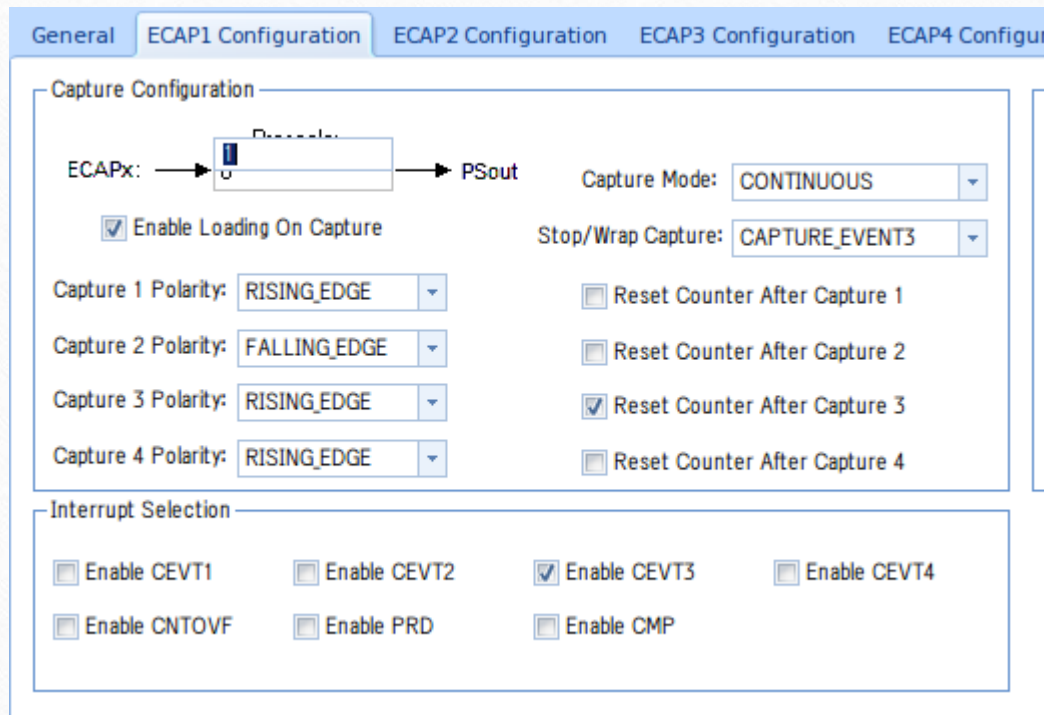 General ECAP1 Configuration ECAP2 Configuration ECAP3 Configuration ECAP4 Configur
Capture Configuration
1
ECAPx: PSout
Capture Mode: CONTINUOUS
Enable Loading On Capture
Stop/Wrap Capture: CAPTURE_EVENT3
Capture 1 Polarity: RISING_EDGE
Reset Counter After Capture 1
Capture 2 Polarity: FALLING_EDGE
Reset Counter After Capture 2
Capture 3 Polarity: RISING_EDGE
Reset Counter After Capture 3
Capture 4 Polarity: RISING_EDGE
Reset Counter After Capture 4
Interrupt Selection
Enable CEVT1 Enable CEVT2 Enable CEVT3 Enable CEVT4
Enable CNTOVF Enable PRD Enable CMP